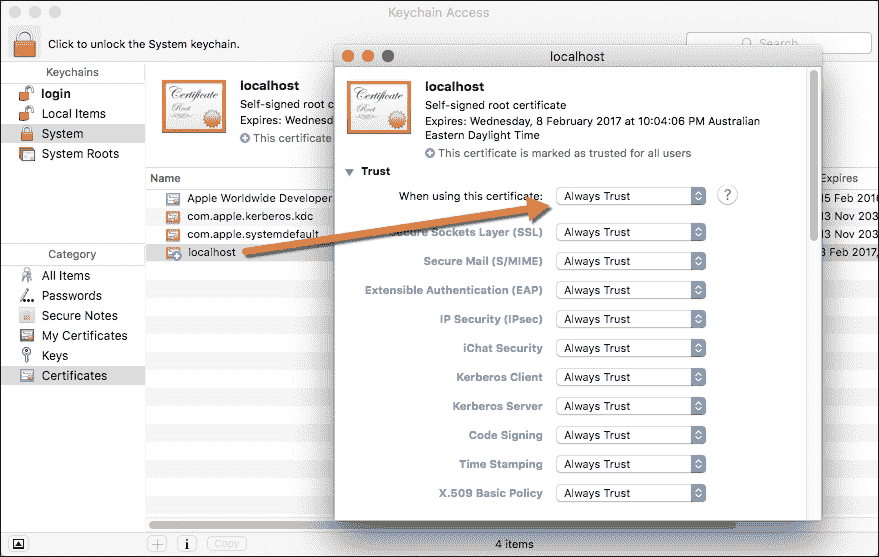 Keychain Access
Click to unlock the System keychain.
Search
Keychains
login
Local Items
System
System Roots
Category
All Items
Passwords
Secure Notes
My Certificates
Keys
Certificates
Certificate
Root
localhost
Self-signed root c
Expires: Wednesd
This certificate
Name
Expires
Apple Worldwide Developer
15 Feb 2016
com.apple.kerberos.kdc
13 Nov 203
com.apple.systemdefault
13 Nov 203
localhost
8 Feb 2017,
localhost
Certificate
Root
localhost
Self-signed root certificate
Expires: Wednesday, 8 February 2017 at 10:04:06 PM Australian
Eastern Daylight Time
This certificate is marked as trusted for all users
Trust
When using this certificate: Always Trust ?
Secure Sockets Layer (SSL) Always Trust
Secure Mail (S/MIME) Always Trust
Extensible Authentication (EAP) Always Trust
IP Security (IPsec) Always Trust
iChat Security Always Trust
Kerberos Client Always Trust
Kerberos Server Always Trust
Code Signing Always Trust
Time Stamping Always Trust
X.509 Basic Policy Always Trust
+ i Copy
4 items